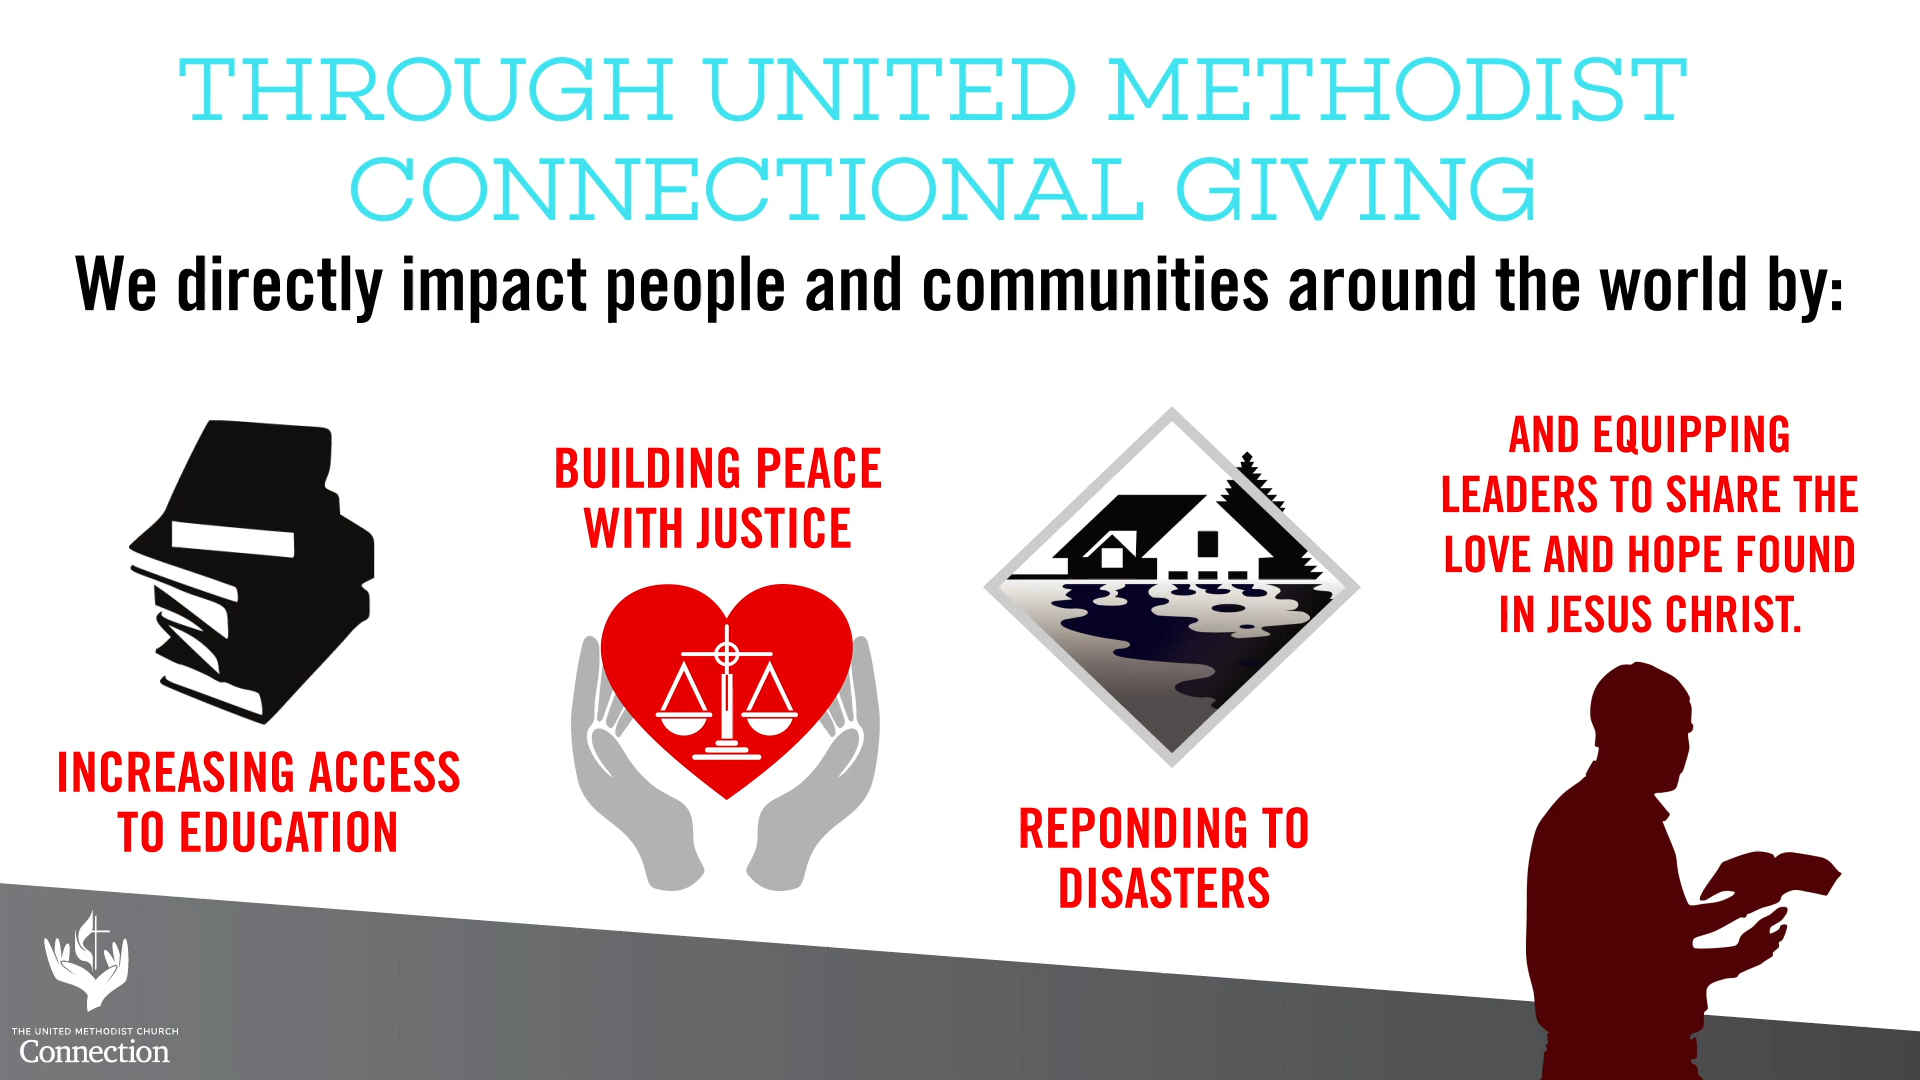 THROUGH UNITED METHODIST
CONNECTIONAL GIVING
We directly impact people and communities around the world by:
INCREASING ACCESS
TO EDUCATION
BUILDING PEACE
WITH JUSTICE
REPONDING TO
DISASTERS
AND EQUIPPING
LEADERS TO SHARE THE
LOVE AND HOPE FOUND
IN JESUS CHRIST.
THE UNITED METHODIST CHURCH
Connection